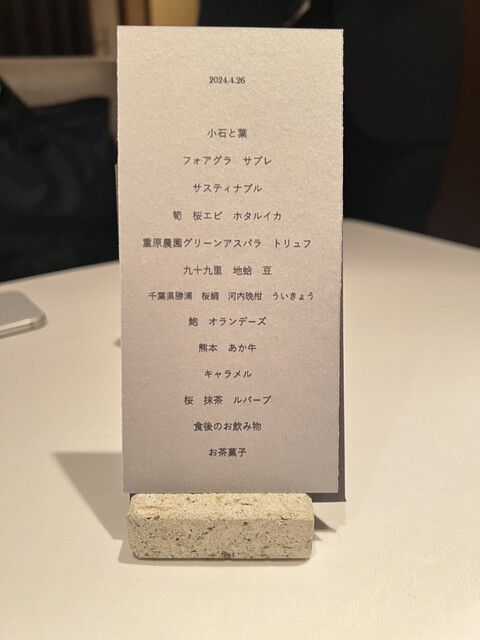 2024.4.26
小石と葉
フォアグラ　サブレ
サスティナブル
筍　桜エビ　ホタルイカ
重原農園グリーンアスパラ　トリュフ
九十九里　地蛤　豆
千葉県勝浦　桜鯛　河内晩柑　ういきょう
鮑　オランデーズ
熊本　あか牛
キャラメル
桜　抹茶　ルバーブ
食後のお飲み物
お茶菓子